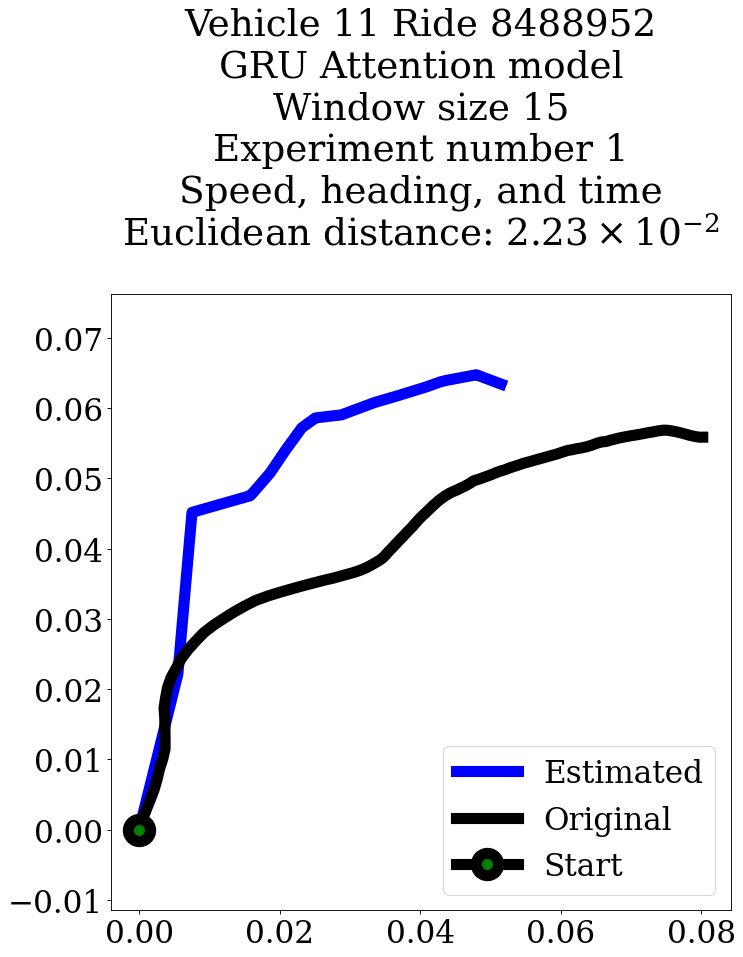 Vehicle 11 Ride 8488952
GRU Attention model
Window size 15
Experiment number 1
Speed, heading, and time
Euclidean distance: 2.23 × 10⁻²
0.07
0.06
0.05
0.04
0.03
0.02
0.01
0.00
−0.01
0.00 0.02 0.04 0.06 0.08
Estimated
Original
Start